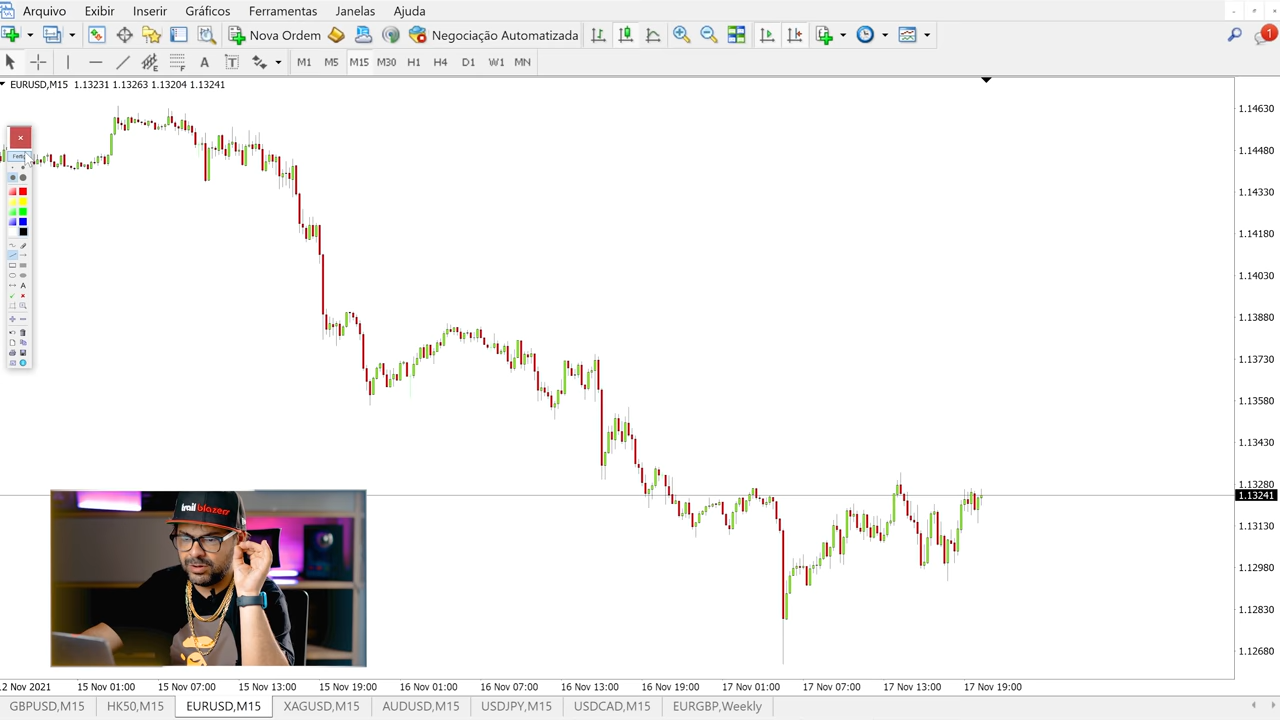 Arquivo Exibir Inserir Gráficos Ferramentas Janelas Ajuda
Nova Ordem Negociação Automatizada 1
A T M1 M5 M15 M30 H1 H4 D1 W1 MN
EURUSD,M15 1.13231 1.13263 1.13204 1.13241
1.14630
1.14480
1.14330
1.14180
1.14030
1.13880
1.13730
1.13580
1.13430
1.13280
1.13241
1.13130
1.12980
1.12830
1.12680
A
trailblazers
2 Nov 2021 15 Nov 01:00 15 Nov 07:00 15 Nov 13:00 15 Nov 19:00 16 Nov 01:00 16 Nov 07:00 16 Nov 13:00 16 Nov 19:00 17 Nov 01:00 17 Nov 07:00 17 Nov 13:00 17 Nov 19:00
GBPUSD,M15 HK50,M15 EURUSD,M15 XAGUSD,M15 AUDUSD,M15 USDJPY,M15 USDCAD,M15 EURGBP,Weekly